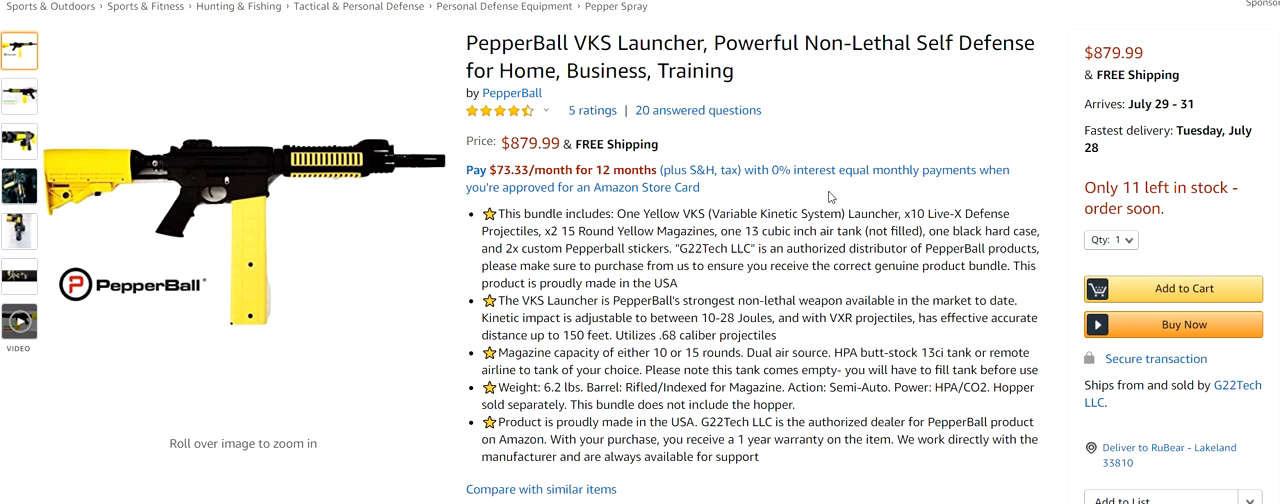 Sports & Outdoors › Sports & Fitness › Hunting & Fishing › Tactical & Personal Defense › Personal Defense Equipment › Pepper Spray
Sponsor
PepperBall VKS Launcher, Powerful Non-Lethal Self Defense
for Home, Business, Training
by PepperBall
5 ratings | 20 answered questions
Price: $879.99 & FREE Shipping
Pay $73.33/month for 12 months (plus S&H, tax) with 0% interest equal monthly payments when
you're approved for an Amazon Store Card
• ⭐This bundle includes: One Yellow VKS (Variable Kinetic System) Launcher, x10 Live-X Defense
Projectiles, x2 15 Round Yellow Magazines, one 13 cubic inch air tank (not filled), one black hard case,
and 2x custom Pepperball stickers. "G22Tech LLC" is an authorized distributor of PepperBall products,
please make sure to purchase from us to ensure you receive the correct genuine product bundle. This
product is proudly made in the USA
• ⭐The VKS Launcher is PepperBall's strongest non-lethal weapon available in the market to date.
Kinetic impact is adjustable to between 10-28 Joules, and with VXR projectiles, has effective accurate
distance up to 150 feet. Utilizes .68 caliber projectiles
• ⭐Magazine capacity of either 10 or 15 rounds. Dual air source. HPA butt-stock 13ci tank or remote
airline to tank of your choice. Please note this tank comes empty- you will have to fill tank before use
• ⭐Weight: 6.2 lbs. Barrel: Rifled/Indexed for Magazine. Action: Semi-Auto. Power: HPA/CO2. Hopper
sold separately. This bundle does not include the hopper.
• ⭐Product is proudly made in the USA. G22Tech LLC is the authorized dealer for PepperBall product
on Amazon. With your purchase, you receive a 1 year warranty on the item. We work directly with the
manufacturer and are always available for support
Compare with similar items
PepperBall®
VIDEO
Roll over image to zoom in
$879.99
& FREE Shipping
Arrives: July 29 - 31
Fastest delivery: Tuesday, July
28
Only 11 left in stock -
order soon.
Qty: 1
Add to Cart
Buy Now
Secure transaction
Ships from and sold by G22Tech
LLC.
Deliver to RuBear - Lakeland
33810
Add to List